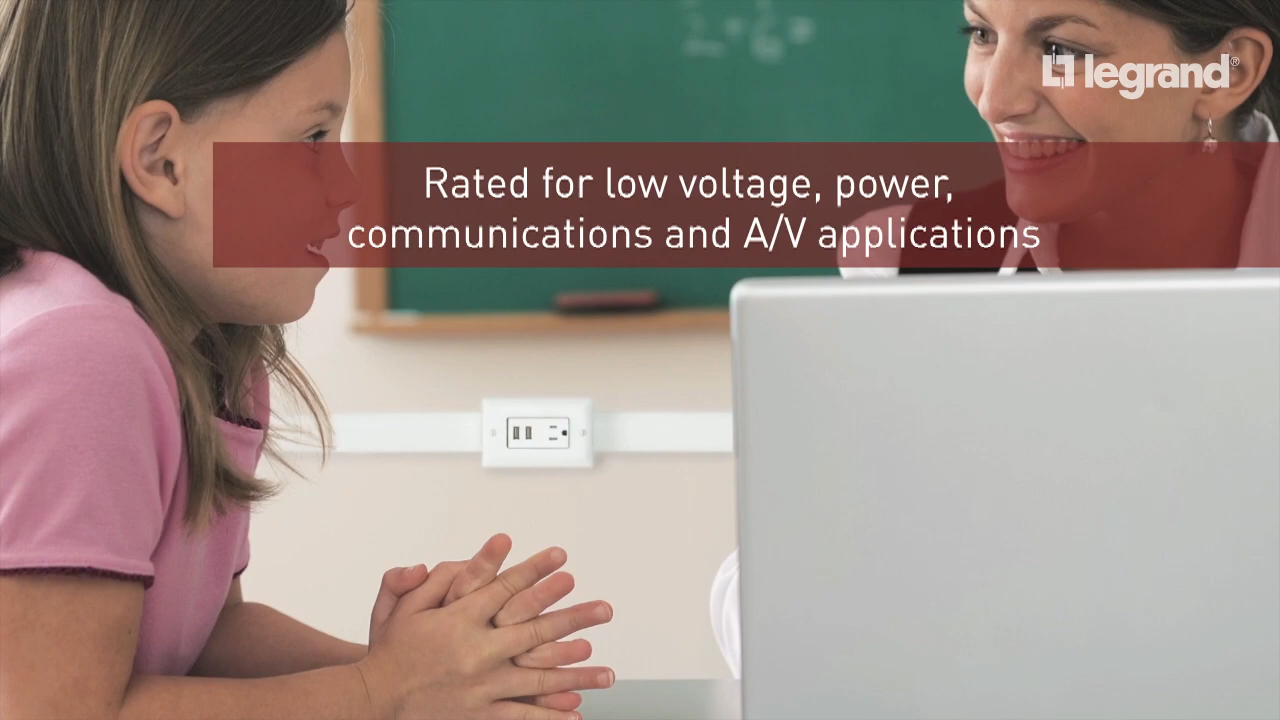 legrand®
Rated for low voltage, power,
communications and A/V applications